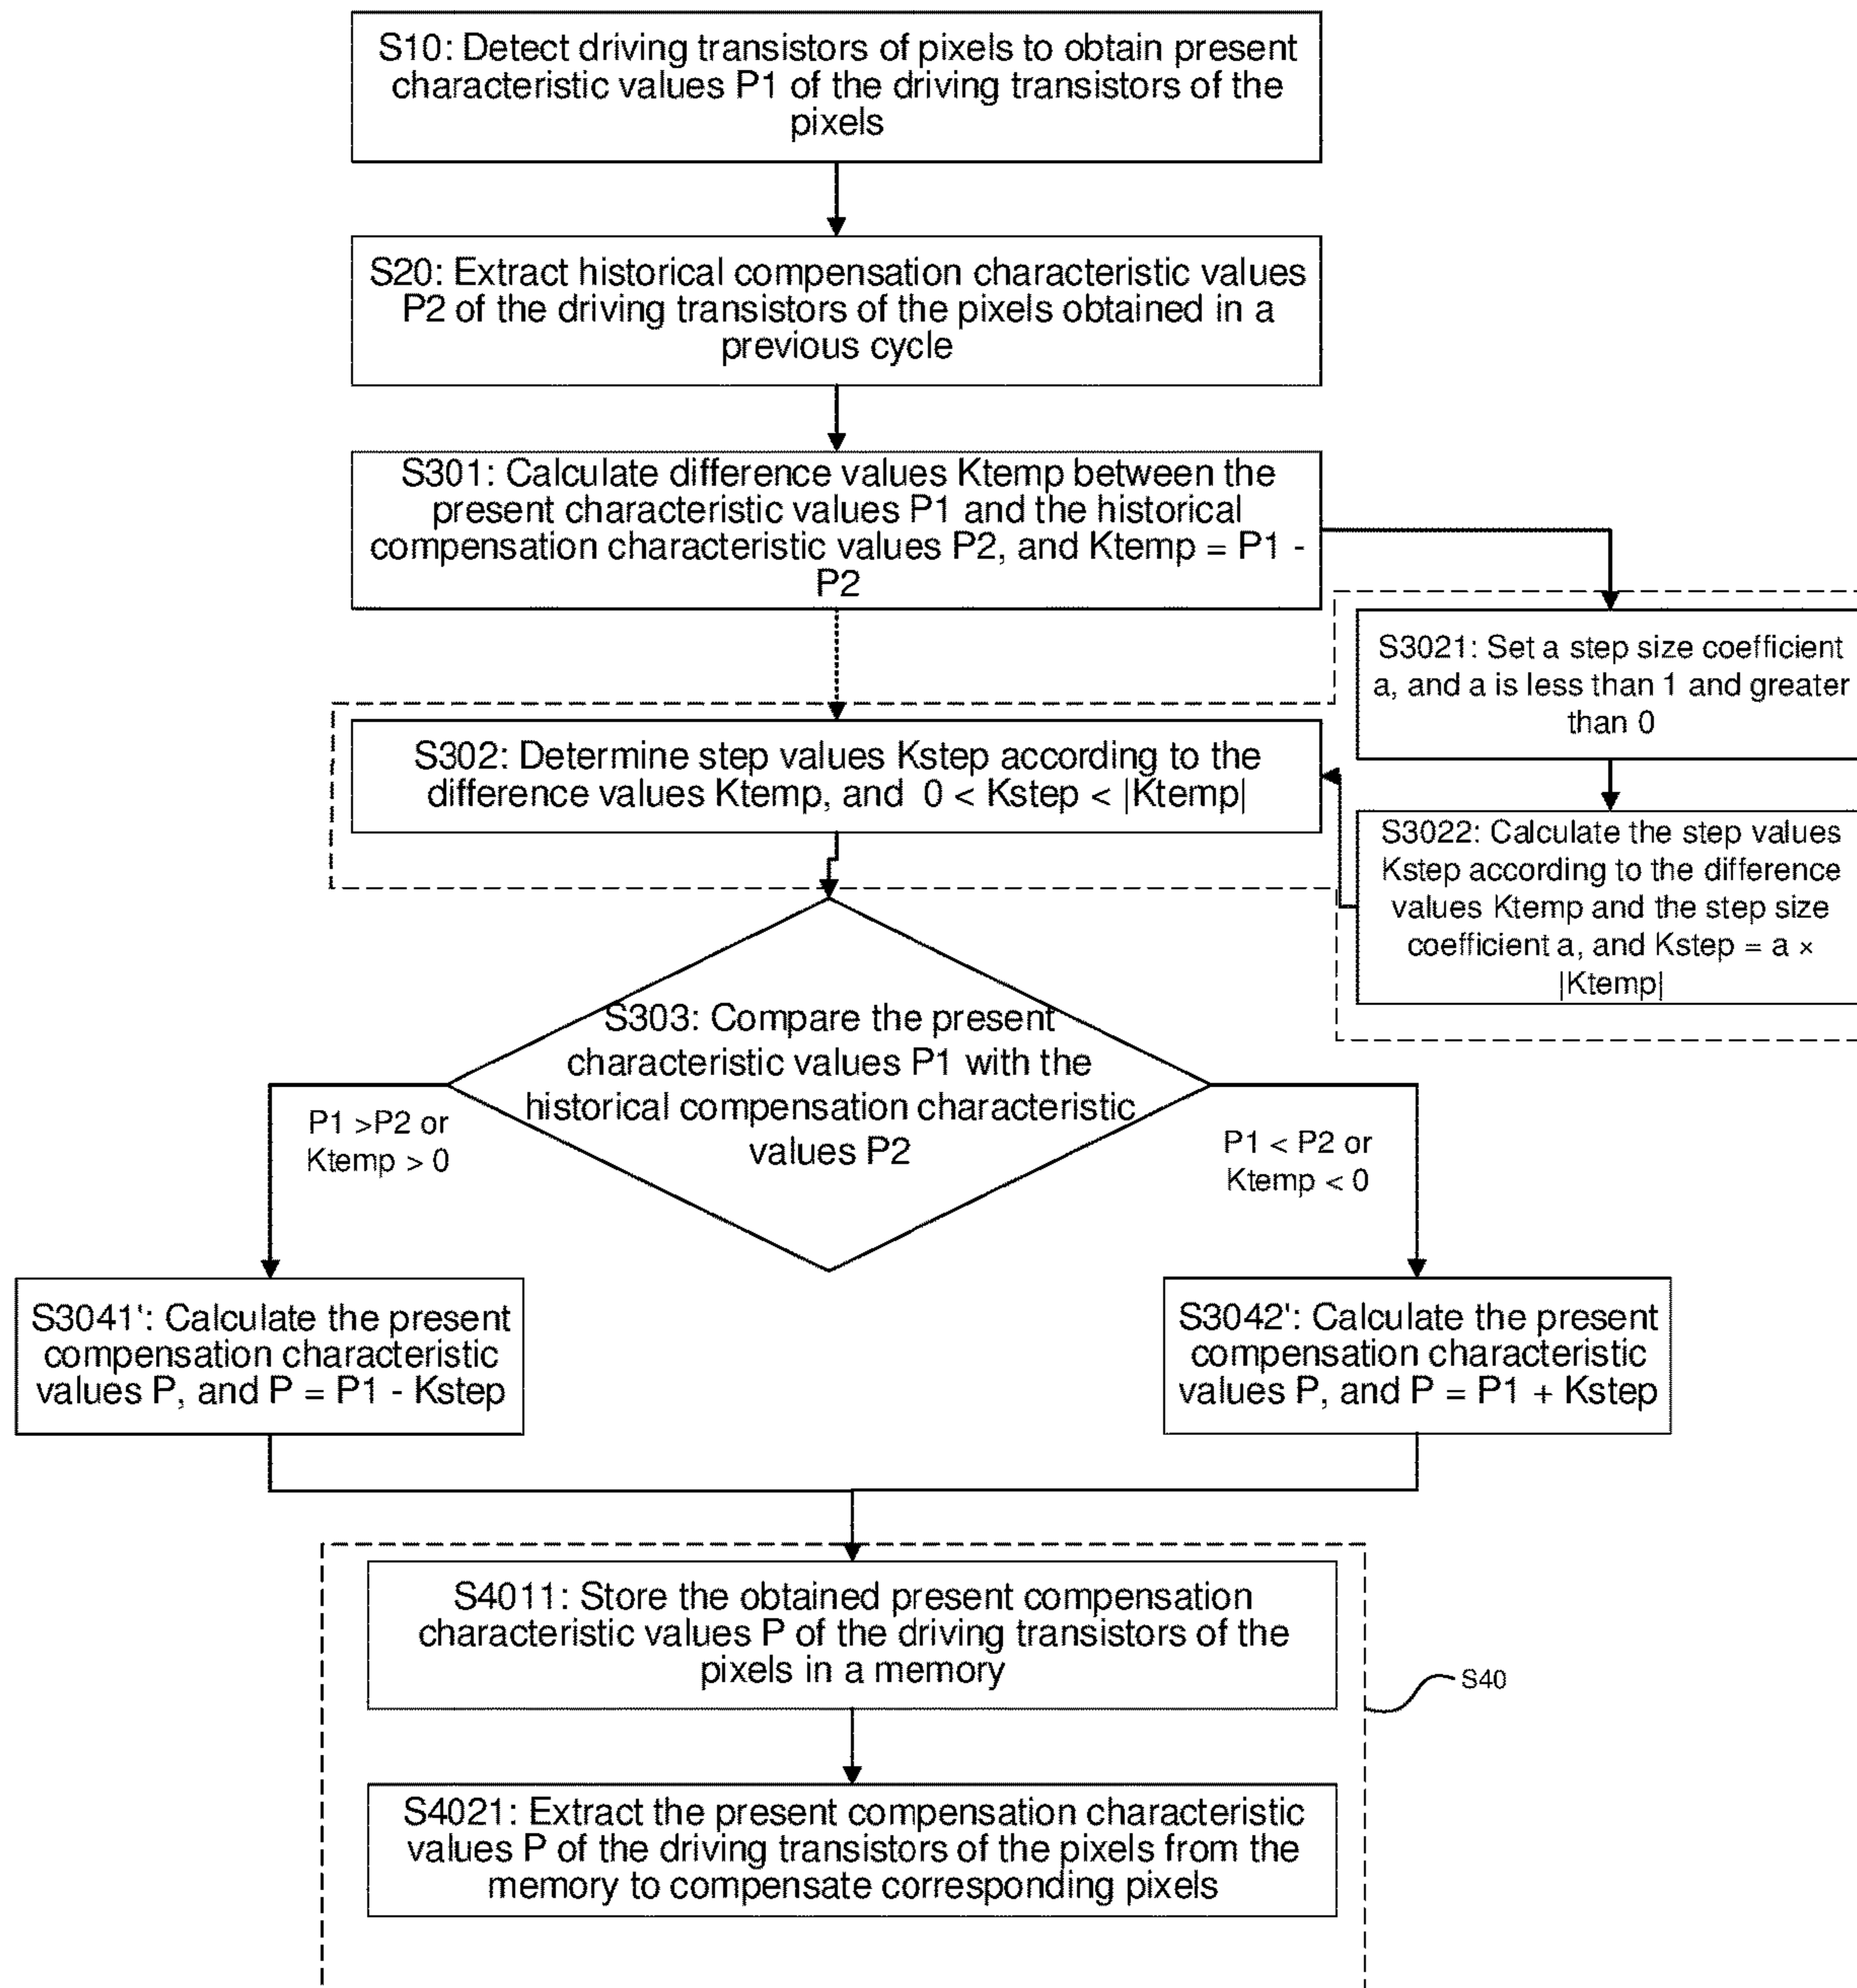 S10: Detect driving transistors of pixels to obtain present
characteristic values P1 of the driving transistors of the
pixels
S20: Extract historical compensation characteristic values
P2 of the driving transistors of the pixels obtained in a
previous cycle
S301: Calculate difference values Ktemp between the
present characteristic values P1 and the historical
compensation characteristic values P2, and Ktemp = P1 -
P2
S3021: Set a step size coefficient
a, and a is less than 1 and greater
than 0
S302: Determine step values Kstep according to the
difference values Ktemp, and 0 < Kstep < |Ktemp|
S3022: Calculate the step values
Kstep according to the difference
values Ktemp and the step size
coefficient a, and Kstep = a ×
|Ktemp|
S303: Compare the present
characteristic values P1 with the
historical compensation characteristic
values P2
P1 >P2 or
Ktemp > 0
P1 < P2 or
Ktemp < 0
S3041': Calculate the present
compensation characteristic
values P, and P = P1 - Kstep
S3042': Calculate the present
compensation characteristic
values P, and P = P1 + Kstep
S4011: Store the obtained present compensation
characteristic values P of the driving transistors of the
pixels in a memory
S40
S4021: Extract the present compensation characteristic
values P of the driving transistors of the pixels from the
memory to compensate corresponding pixels